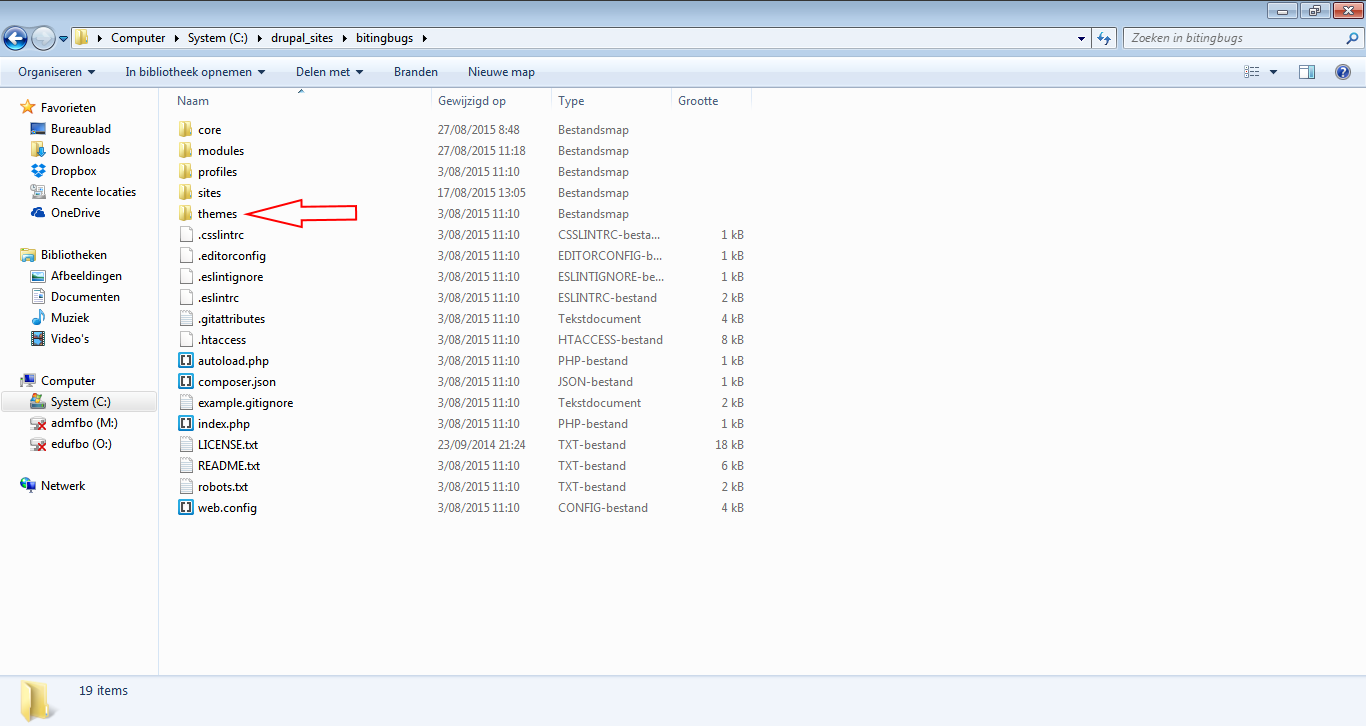 Computer System (C:) drupal_sites bitingbugs Zoeken in bitingbugs
Organiseren In bibliotheek opnemen Delen met Branden Nieuwe map
Favorieten
Bureaublad
Downloads
Dropbox
Recente locaties
OneDrive
Bibliotheken
Afbeeldingen
Documenten
Muziek
Video's
Computer
System (C:)
admfbo (M:)
edufbo (O:)
Netwerk
Naam Gewijzigd op Type Grootte
core 27/08/2015 8:48 Bestandsmap
modules 27/08/2015 11:18 Bestandsmap
profiles 3/08/2015 11:10 Bestandsmap
sites 17/08/2015 13:05 Bestandsmap
themes 3/08/2015 11:10 Bestandsmap
.csslintrc 3/08/2015 11:10 CSSLINTRC-besta... 1 kB
.editorconfig 3/08/2015 11:10 EDITORCONFIG-b... 1 kB
.eslintignore 3/08/2015 11:10 ESLINTIGNORE-be... 1 kB
.eslintrc 3/08/2015 11:10 ESLINTRC-bestand 2 kB
.gitattributes 3/08/2015 11:10 Tekstdocument 4 kB
.htaccess 3/08/2015 11:10 HTACCESS-bestand 8 kB
autoload.php 3/08/2015 11:10 PHP-bestand 1 kB
composer.json 3/08/2015 11:10 JSON-bestand 1 kB
example.gitignore 3/08/2015 11:10 Tekstdocument 2 kB
index.php 3/08/2015 11:10 PHP-bestand 1 kB
LICENSE.txt 23/09/2014 21:24 TXT-bestand 18 kB
README.txt 3/08/2015 11:10 TXT-bestand 6 kB
robots.txt 3/08/2015 11:10 TXT-bestand 2 kB
web.config 3/08/2015 11:10 CONFIG-bestand 4 kB
19 items